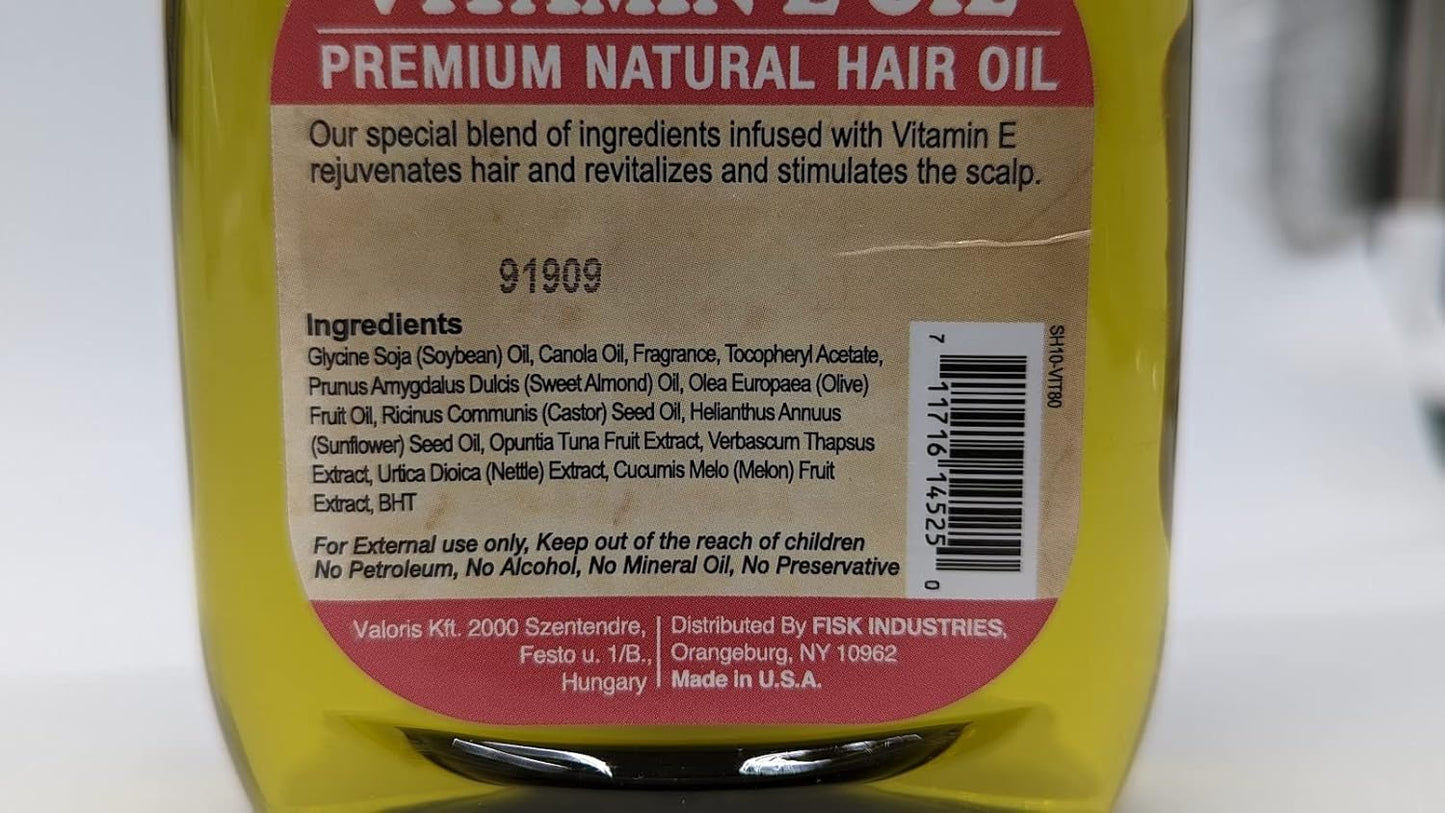 VITAMIN E OIL
PREMIUM NATURAL HAIR OIL
Our special blend of ingredients infused with Vitamin E
rejuvenates hair and revitalizes and stimulates the scalp.
91909
Ingredients
Glycine Soja (Soybean) Oil, Canola Oil, Fragrance, Tocopheryl Acetate,
Prunus Amygdalus Dulcis (Sweet Almond) Oil, Olea Europaea (Olive)
Fruit Oil, Ricinus Communis (Castor) Seed Oil, Helianthus Annuus
(Sunflower) Seed Oil, Opuntia Tuna Fruit Extract, Verbascum Thapsus
Extract, Urtica Dioica (Nettle) Extract, Cucumis Melo (Melon) Fruit
Extract, BHT
For External use only, Keep out of the reach of children
No Petroleum, No Alcohol, No Mineral Oil, No Preservative
7 11716 14525 0
SH10-VIT80
Valoris Kft. 2000 Szentendre,
Festo u. 1/B.,
Hungary
Distributed By FISK INDUSTRIES,
Orangeburg, NY 10962
Made in U.S.A.